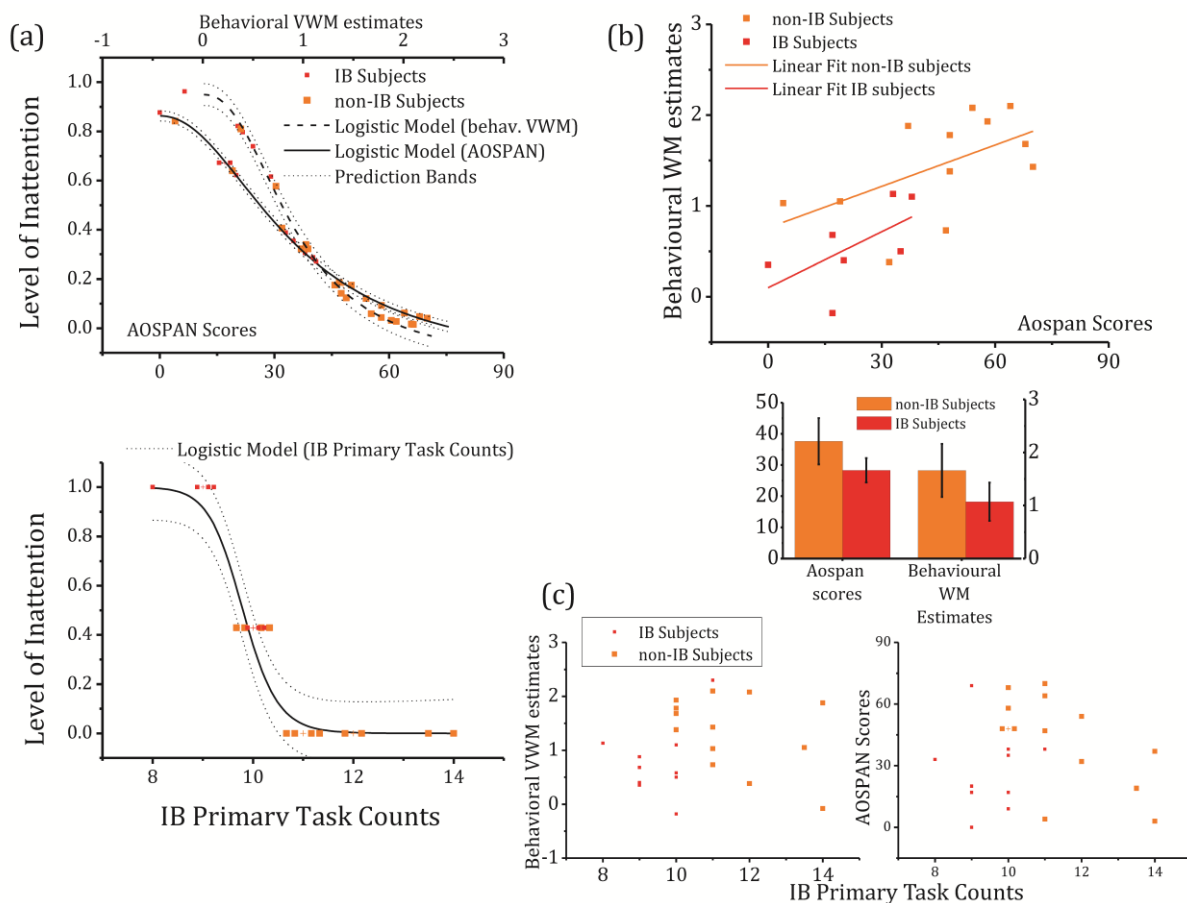 (a)
Behavioral VWM estimates
-1 0 1 2 3
IB Subjects
non-IB Subjects
Logistic Model (behav. VWM)
Logistic Model (AOSPAN)
Prediction Bands
Level of Inattention
1.0
0.8
0.6
0.4
0.2
0.0
AOSPAN Scores
0 30 60 90
Logistic Model (IB Primary Task Counts)
Level of Inattention
1.0
0.8
0.6
0.4
0.2
0.0
8 10 12 14
IB Primary Task Counts
(b)
non-IB Subjects
IB Subjects
Linear Fit non-IB subjects
Linear Fit IB subjects
Behavioural WM estimates
3
2
1
0
Aospan Scores
0 30 60 90
50
40
30
20
10
0
non-IB Subjects
IB Subjects
3
2
1
0
Aospan
scores
Behavioural
WM
Estimates
(c)
IB Subjects
non-IB Subjects
Behavioral VWM estimates
3
2
1
0
-1
8 10 12 14
AOSPAN Scores
90
60
30
0
8 10 12 14
IB Primary Task Counts